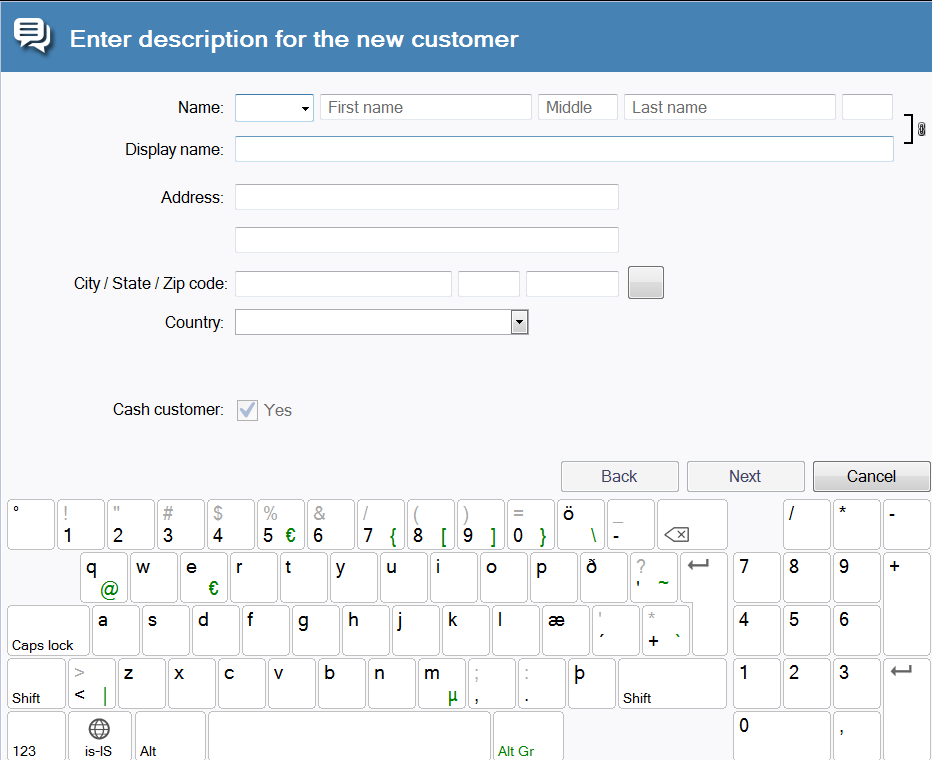 Enter description for the new customer
Name: First name Middle Last name
Display name:
Address:
City / State / Zip code:
Country:
Cash customer: Yes
Back Next Cancel
° ! 1 " 2 # 3 $ 4 % 5 € & 6 / 7 { ( 8 [ ) 9 ] = 0 } ö \ _ - / * -
q @ w e € r t y u i o p ð ? ' ~ 7 8 9 +
Caps lock a s d f g h j k l æ ' ´ * + ` 4 5 6
Shift > < | z x c v b n m µ ; , : . þ Shift 1 2 3
123 is-IS Alt Alt Gr 0 ,